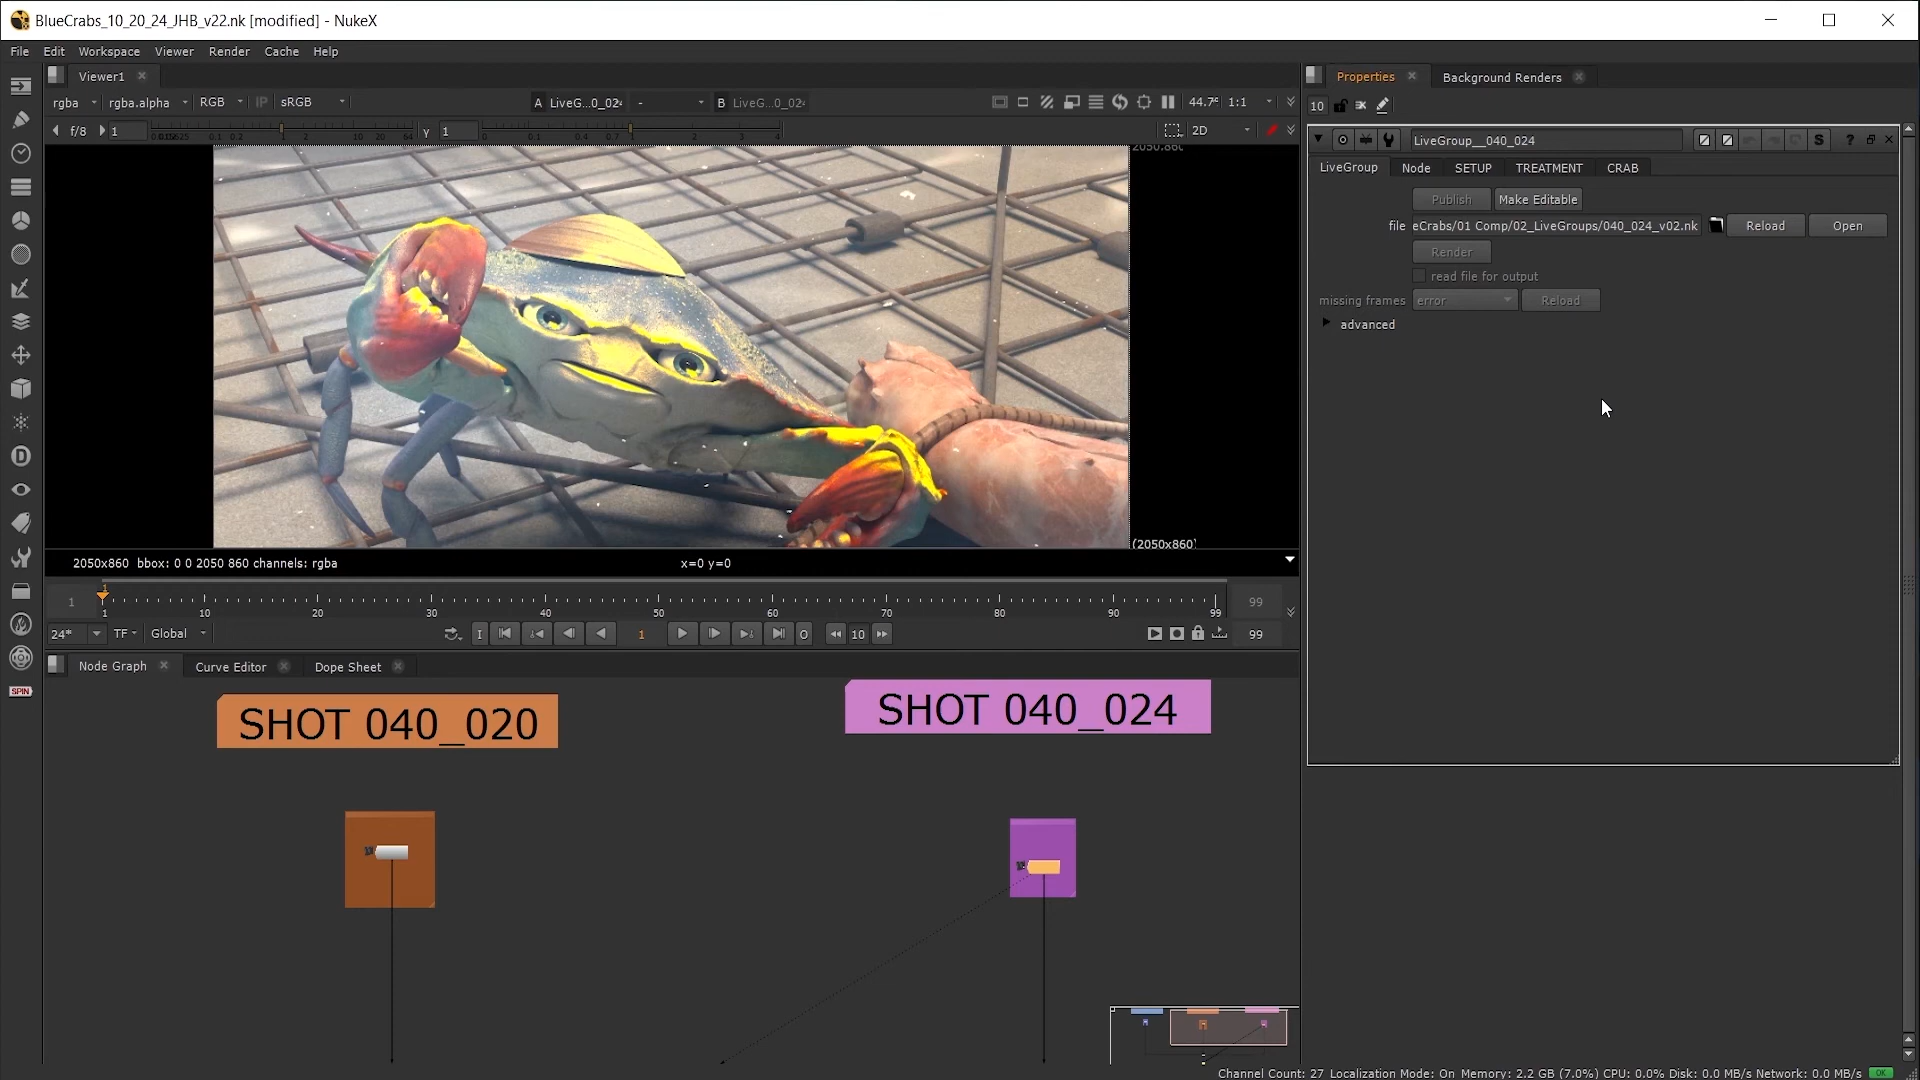 BlueCrabs_10_20_24_JHB_v22.nk [modified] - NukeX
File Edit Workspace Viewer Render Cache Help
Viewer1
rgba rgba.alpha RGB IP sRGB A LiveG...0_024 - B LiveG...0_024 44.7% 1:1
f/8 1 γ 1 2D
2050x860 bbox: 0 0 2050 860 channels: rgba x=0 y=0
(2050x860)
1 1 10 20 30 40 50 60 70 80 90 99 99
24* TF Global I 1 O 10 99
Node Graph Curve Editor Dope Sheet
SHOT 040_020
SHOT 040_024
SPIN
Properties Background Renders
10
LiveGroup__040_024 S ?
LiveGroup Node SETUP TREATMENT CRAB
Publish Make Editable
file eCrabs/01 Comp/02_LiveGroups/040_024_v02.nk Reload Open
Render
read file for output
missing frames error Reload
advanced
Channel Count: 27 Localization Mode: On Memory: 2.2 GB (7.0%) CPU: 0.0% Disk: 0.0 MB/s Network: 0.0 MB/s OK